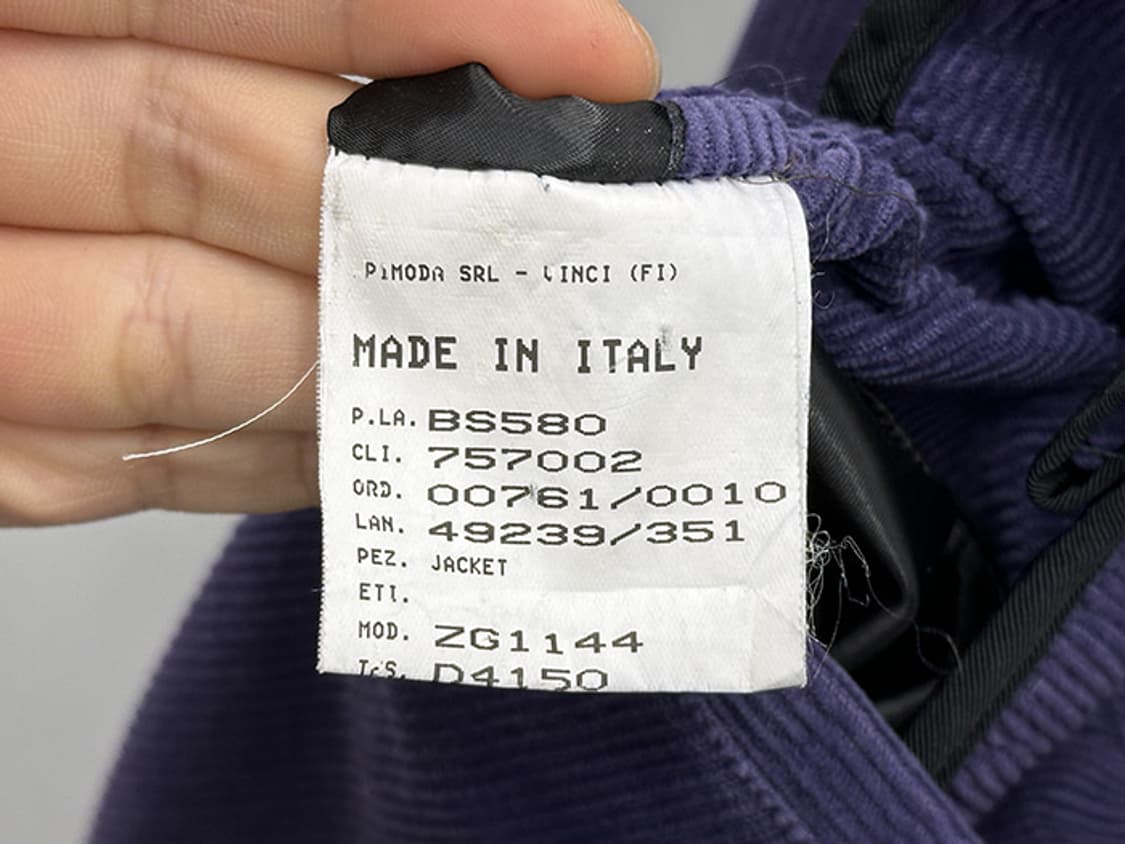 PIMODA SRL - VINCI (FI)
MADE IN ITALY
P.LA. BS580
CLI. 757002
ORD. 00761/0010
LAN. 49239/351
PEZ. JACKET
ETI.
MOD. ZG1144
D4150